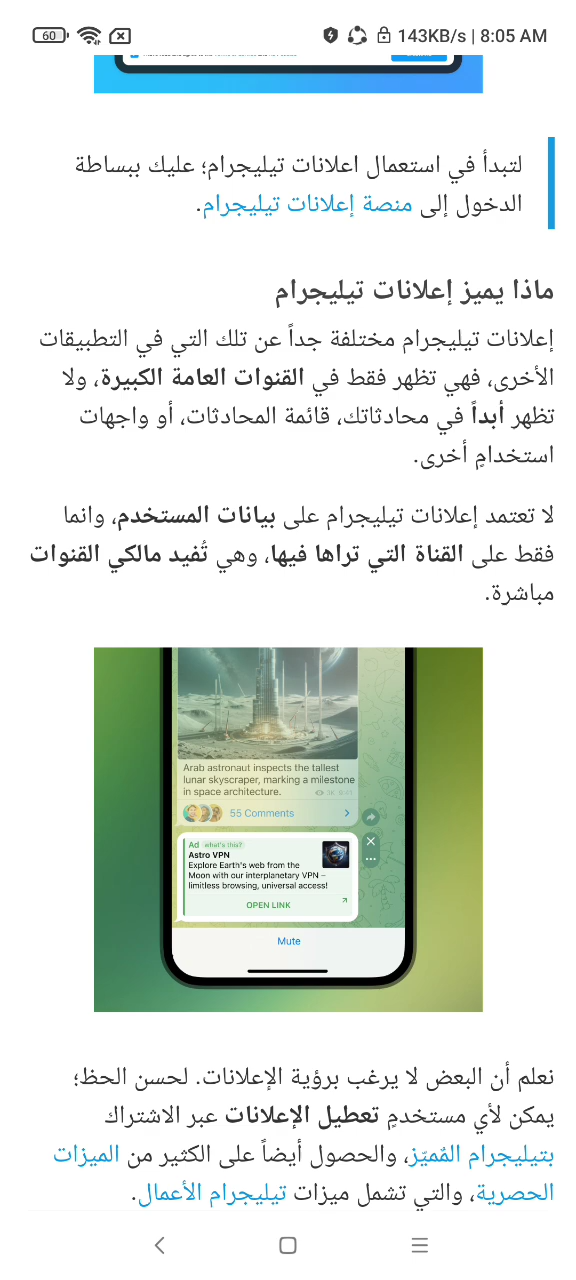 60
143KB/s | 8:05 AM
لتبدأ في استعمال اعلانات تيليجرام؛ عليك ببساطة
الدخول إلى منصة إعلانات تيليجرام.
ماذا يميز إعلانات تيليجرام
إعلانات تيليجرام مختلفة جداً عن تلك التي في التطبيقات
الأخرى، فهي تظهر فقط في القنوات العامة الكبيرة، ولا
تظهر أبداً في محادثاتك، قائمة المحادثات، أو واجهات
استخدامٍ أخرى.
لا تعتمد إعلانات تيليجرام على بيانات المستخدم، وانما
فقط على القناة التي تراها فيها، وهي تُفيد مالكي القنوات
مباشرة.
Arab astronaut inspects the tallest
lunar skyscraper, marking a milestone
in space architecture.
55 Comments
Ad what's this?
Astro VPN
Explore Earth's web from the
Moon with our interplanetary VPN –
limitless browsing, universal access!
OPEN LINK
Mute
نعلم أن البعض لا يرغب برؤية الإعلانات. لحسن الحظ؛
يمكن لأي مستخدمٍ تعطيل الإعلانات عبر الاشتراك
بتيليجرام المُميّز، والحصول أيضاً على الكثير من الميزات
الحصرية، والتي تشمل ميزات تيليجرام الأعمال.